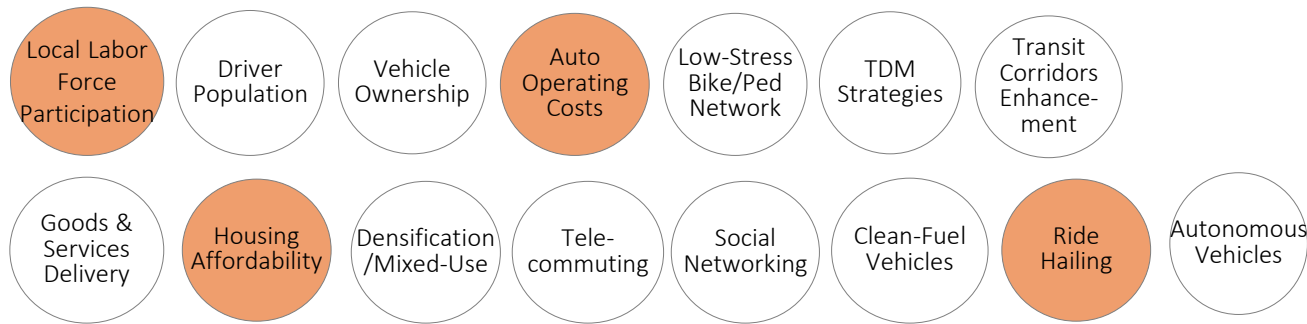 Local Labor
Force
Participation
Driver
Population
Vehicle
Ownership
Auto
Operating
Costs
Low-Stress
Bike/Ped
Network
TDM
Strategies
Transit
Corridors
Enhance-
ment
Goods &
Services
Delivery
Housing
Affordability
Densification
/Mixed-Use
Tele-
commuting
Social
Networking
Clean-Fuel
Vehicles
Ride
Hailing
Autonomous
Vehicles